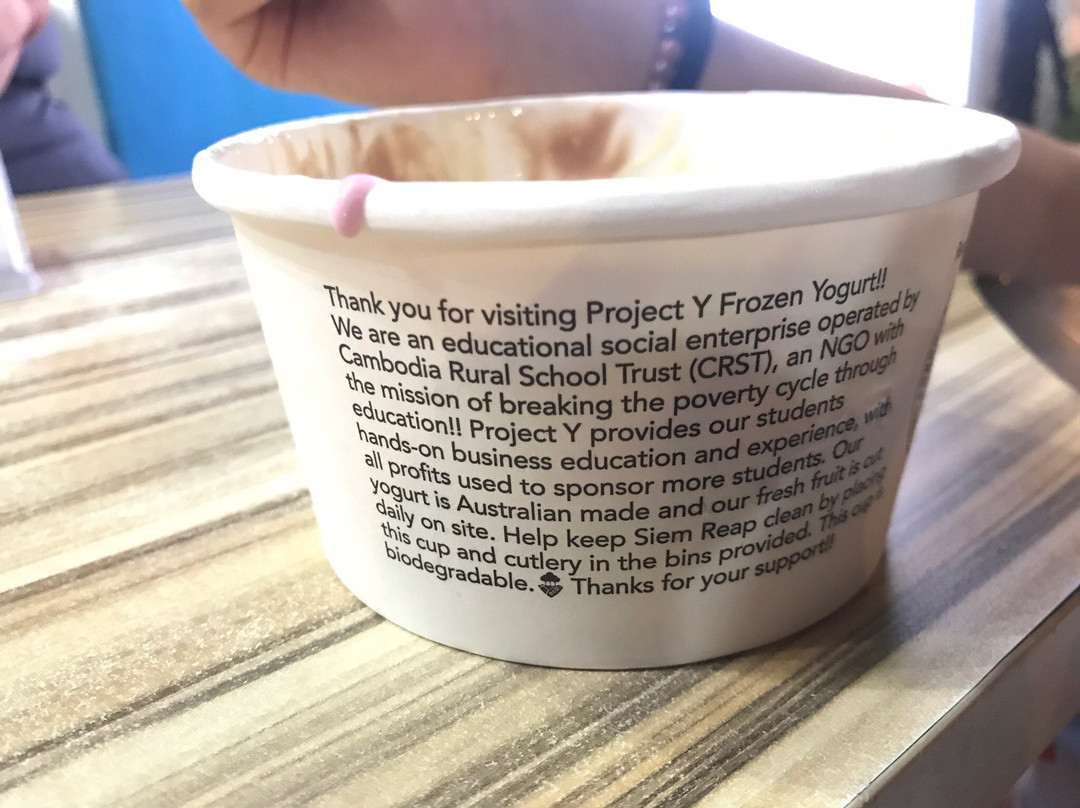 Thank you for visiting Project Y Frozen Yogurt!!
We are an educational social enterprise operated by
Cambodia Rural School Trust (CRST), an NGO with
the mission of breaking the poverty cycle through
education!! Project Y provides our students
hands-on business education and experience, with
all profits used to sponsor more students. Our
yogurt is Australian made and our fresh fruit is cut
daily on site. Help keep Siem Reap clean by placing
this cup and cutlery in the bins provided. This cup is
biodegradable. Thanks for your support!!